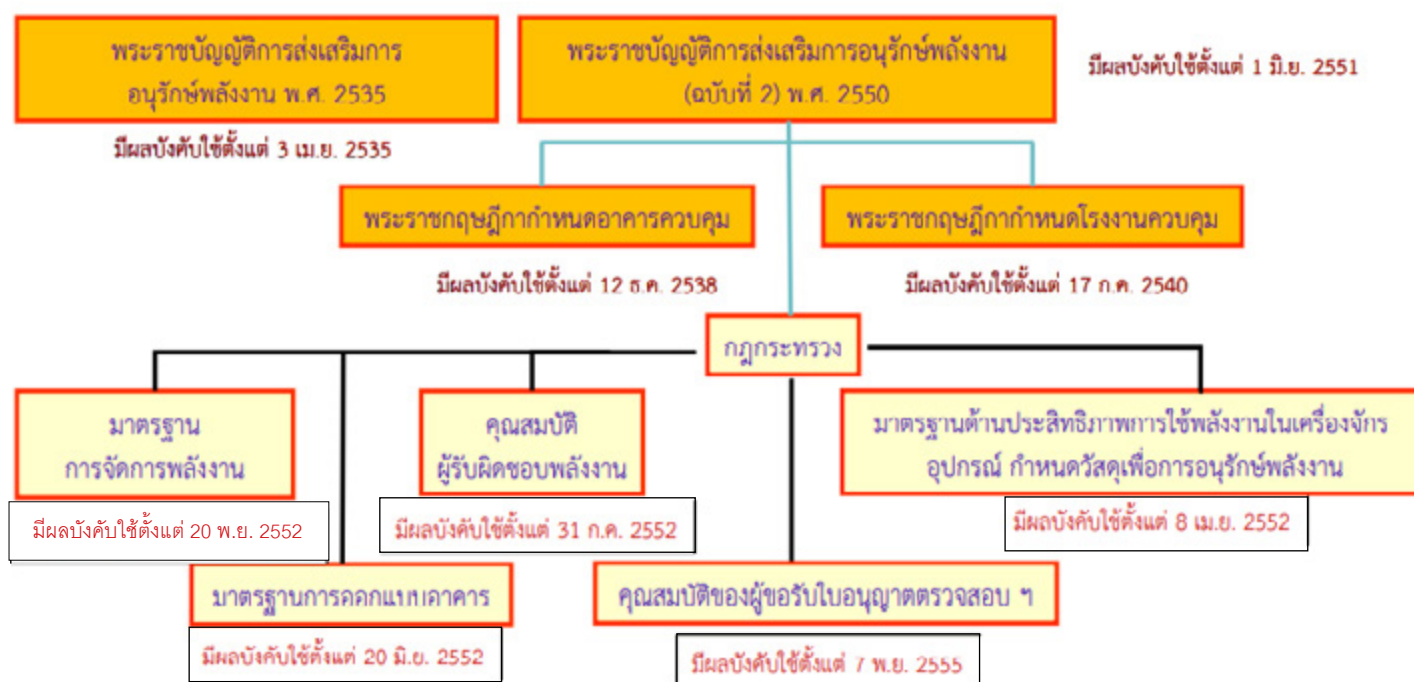 พระราชบัญญัติการส่งเสริมการ
อนุรักษ์พลังงาน พ.ศ. 2535
มีผลบังคับใช้ตั้งแต่ 3 เม.ย. 2535
พระราชบัญญัติการส่งเสริมการอนุรักษ์พลังงาน
(ฉบับที่ 2) พ.ศ. 2550
มีผลบังคับใช้ตั้งแต่ 1 มิ.ย. 2551
พระราชกฤษฎีกากำหนดอาคารควบคุม
มีผลบังคับใช้ตั้งแต่ 12 ธ.ค. 2538
พระราชกฤษฎีกากำหนดโรงงานควบคุม
มีผลบังคับใช้ตั้งแต่ 17 ก.ค. 2540
กฎกระทรวง
มาตรฐาน
การจัดการพลังงาน
มีผลบังคับใช้ตั้งแต่ 20 พ.ย. 2552
คุณสมบัติ
ผู้รับผิดชอบพลังงาน
มีผลบังคับใช้ตั้งแต่ 31 ก.ค. 2552
มาตรฐานด้านประสิทธิภาพการใช้พลังงานในเครื่องจักร
อุปกรณ์ กำหนดวัสดุเพื่อการอนุรักษ์พลังงาน
มีผลบังคับใช้ตั้งแต่ 8 เม.ย. 2552
มาตรฐานการออกแบบอาคาร
มีผลบังคับใช้ตั้งแต่ 20 มิ.ย. 2552
คุณสมบัติของผู้ขอรับใบอนุญาตตรวจสอบ ฯ
มีผลบังคับใช้ตั้งแต่ 7 พ.ย. 2555